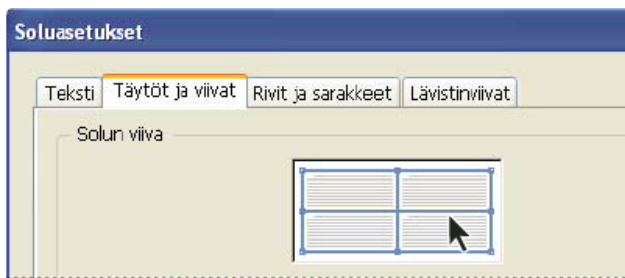 Soluasetukset
Teksti Täytöt ja viivat Rivit ja sarakkeet Lävistinviivat
Solun viiva